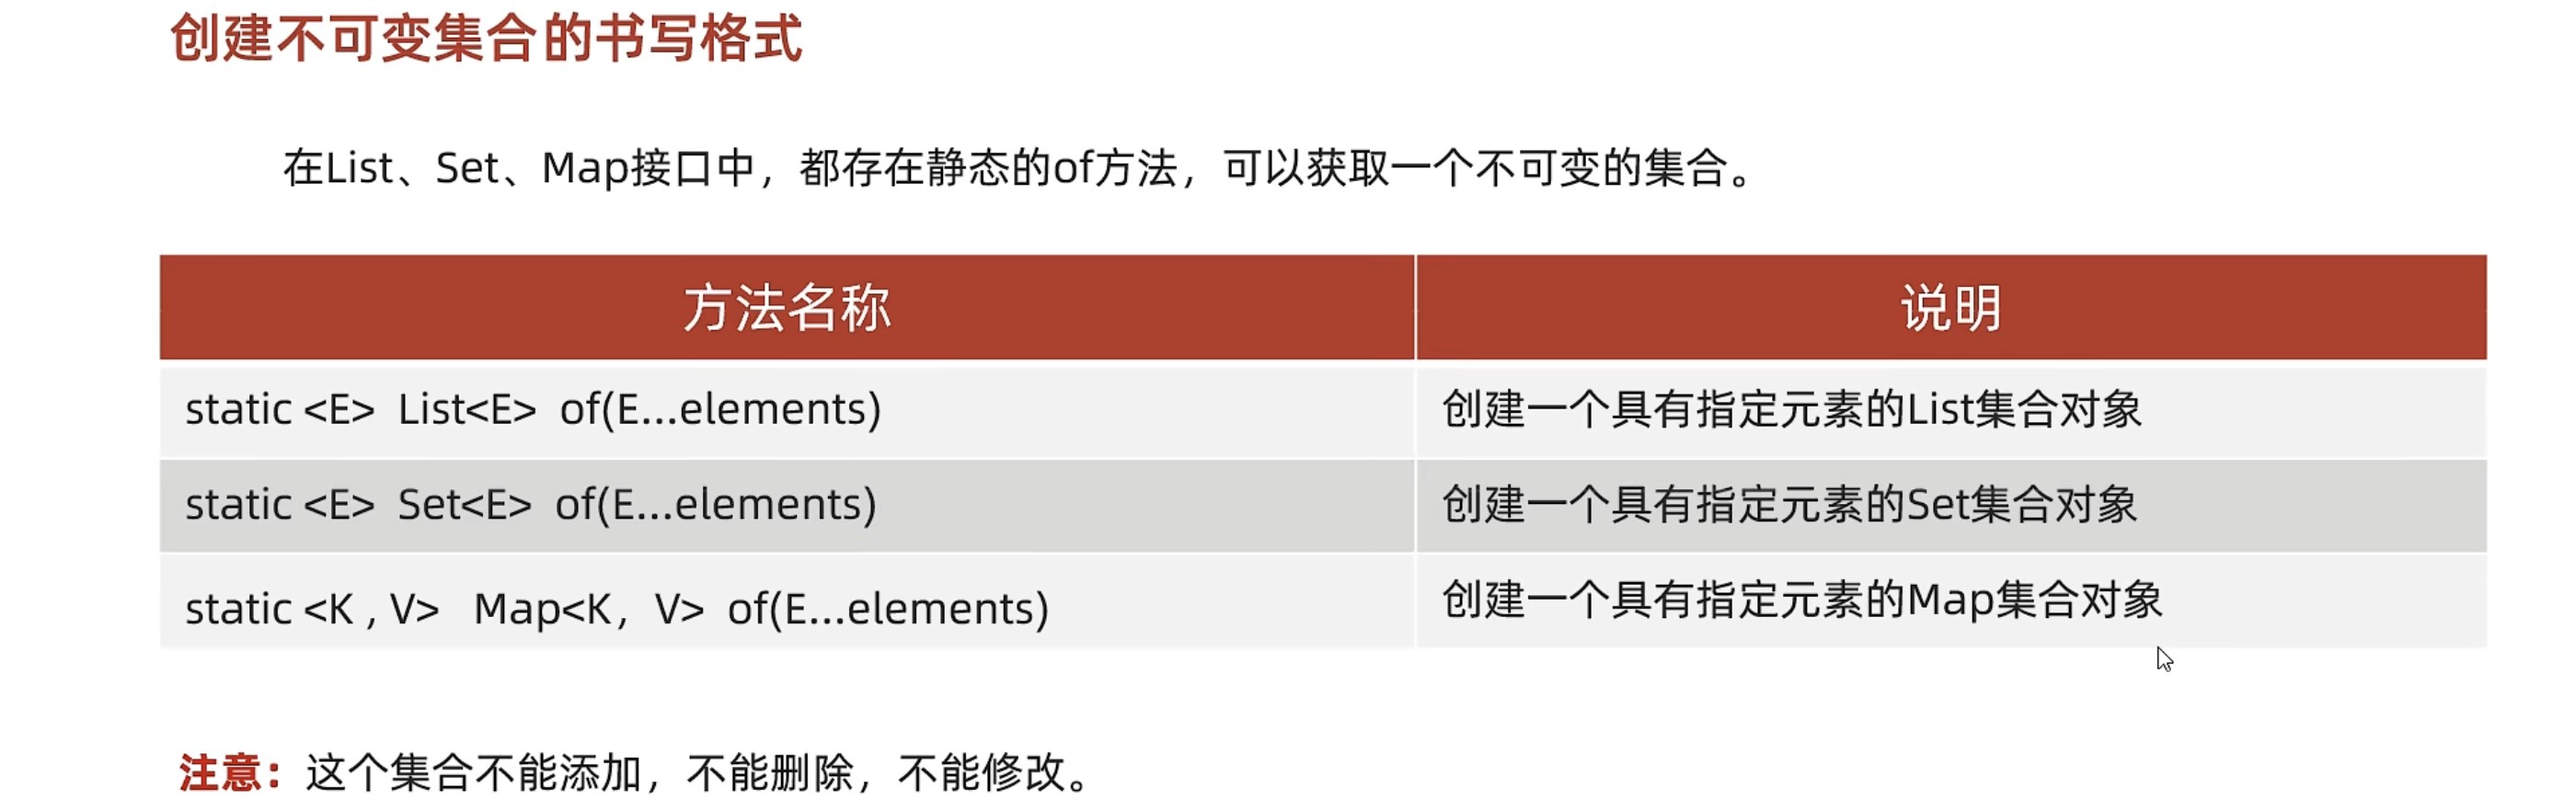 创建不可变集合的书写格式
在List、Set、Map接口中，都存在静态的of方法，可以获取一个不可变的集合。
方法名称 说明
static <E> List<E> of(E...elements) 创建一个具有指定元素的List集合对象
static <E> Set<E> of(E...elements) 创建一个具有指定元素的Set集合对象
static <K , V> Map<K，V> of(E...elements) 创建一个具有指定元素的Map集合对象
注意：这个集合不能添加，不能删除，不能修改。